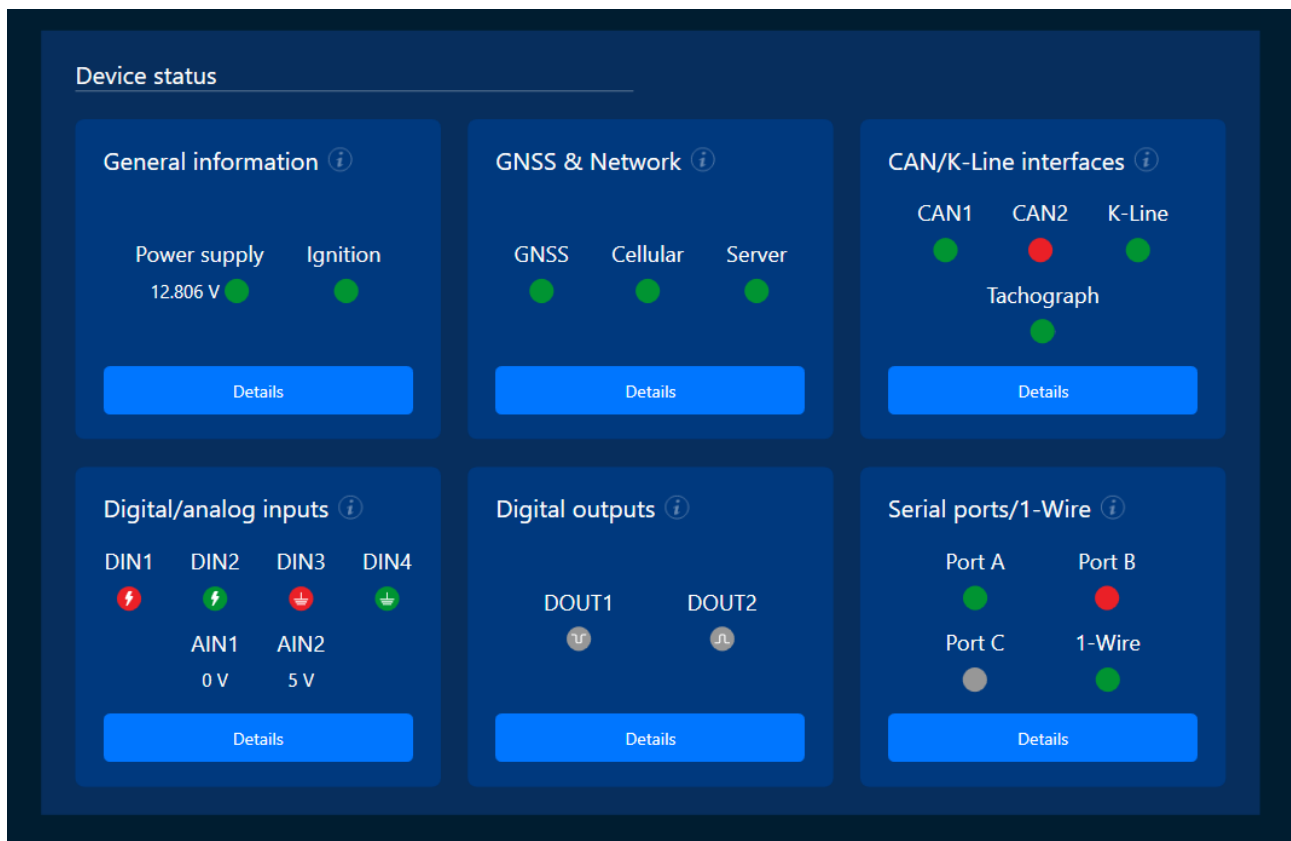 Device status
General information
Power supply Ignition
12.806 V
Details
GNSS & Network
GNSS Cellular Server
Details
CAN/K-Line interfaces
CAN1 CAN2 K-Line
Tachograph
Details
Digital/analog inputs
DIN1 DIN2 DIN3 DIN4
AIN1 AIN2
0 V 5 V
Details
Digital outputs
DOUT1 DOUT2
Details
Serial ports/1-Wire
Port A Port B
Port C 1-Wire
Details